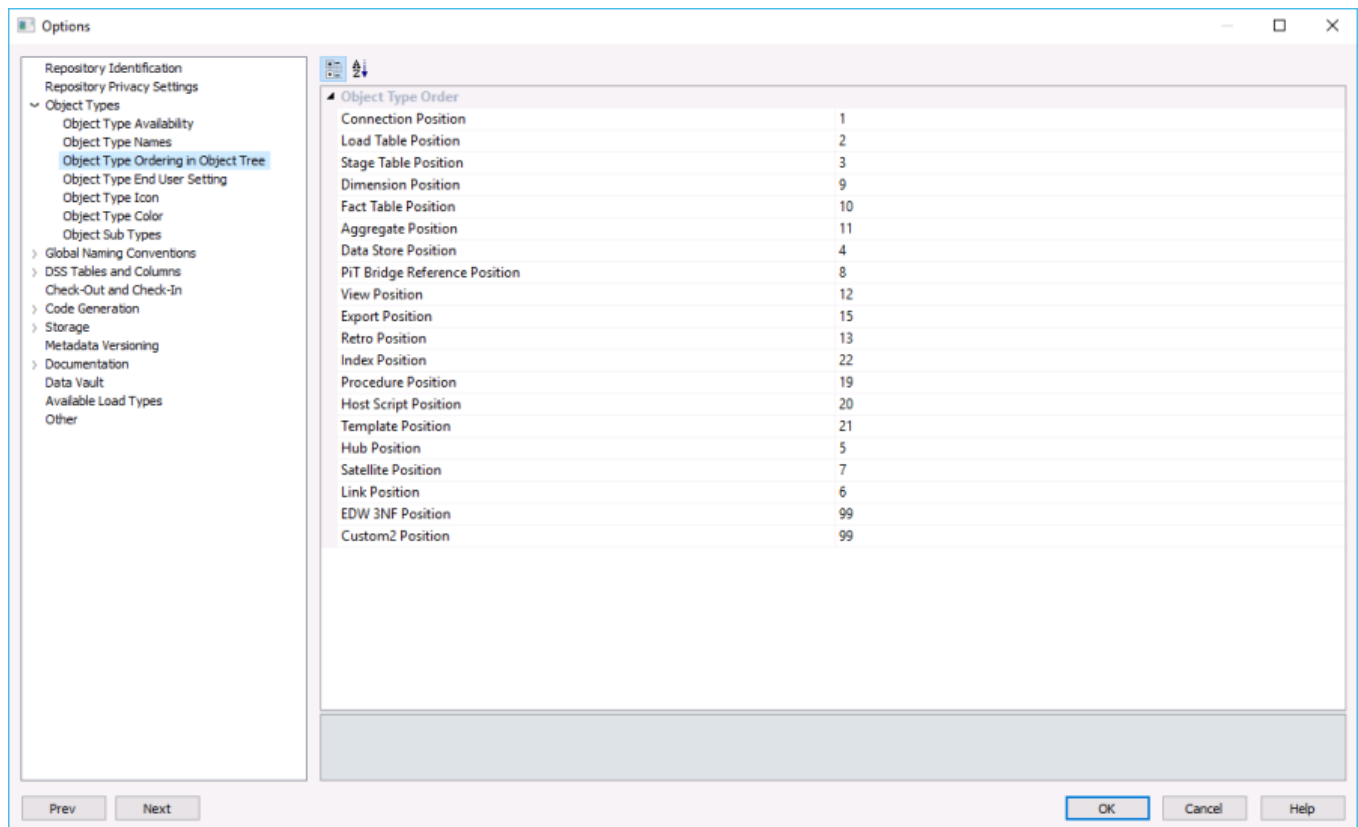 Options
Repository Identification
Repository Privacy Settings
Object Types
Object Type Availability
Object Type Names
Object Type Ordering in Object Tree
Object Type End User Setting
Object Type Icon
Object Type Color
Object Sub Types
Global Naming Conventions
DSS Tables and Columns
Check-Out and Check-In
Code Generation
Storage
Metadata Versioning
Documentation
Data Vault
Available Load Types
Other
Object Type Order
Connection Position 1
Load Table Position 2
Stage Table Position 3
Dimension Position 9
Fact Table Position 10
Aggregate Position 11
Data Store Position 4
PiT Bridge Reference Position 8
View Position 12
Export Position 15
Retro Position 13
Index Position 22
Procedure Position 19
Host Script Position 20
Template Position 21
Hub Position 5
Satellite Position 7
Link Position 6
EDW 3NF Position 99
Custom2 Position 99
Prev Next OK Cancel Help